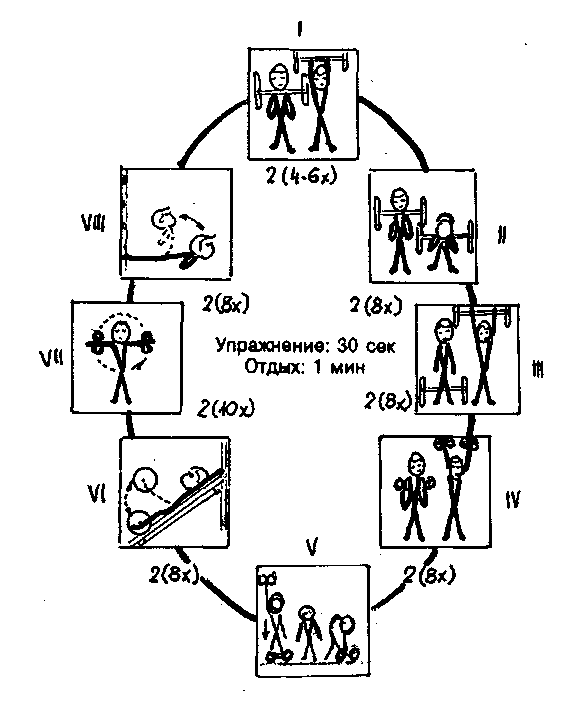 I
2(4-6x)
VIII
II
2(8x)
2(8x)
Упражнение: 30 сек
Отдых: 1 мин
VII
III
2(8x)
2(10x)
VI
IV
V
2(8x)
2(8x)